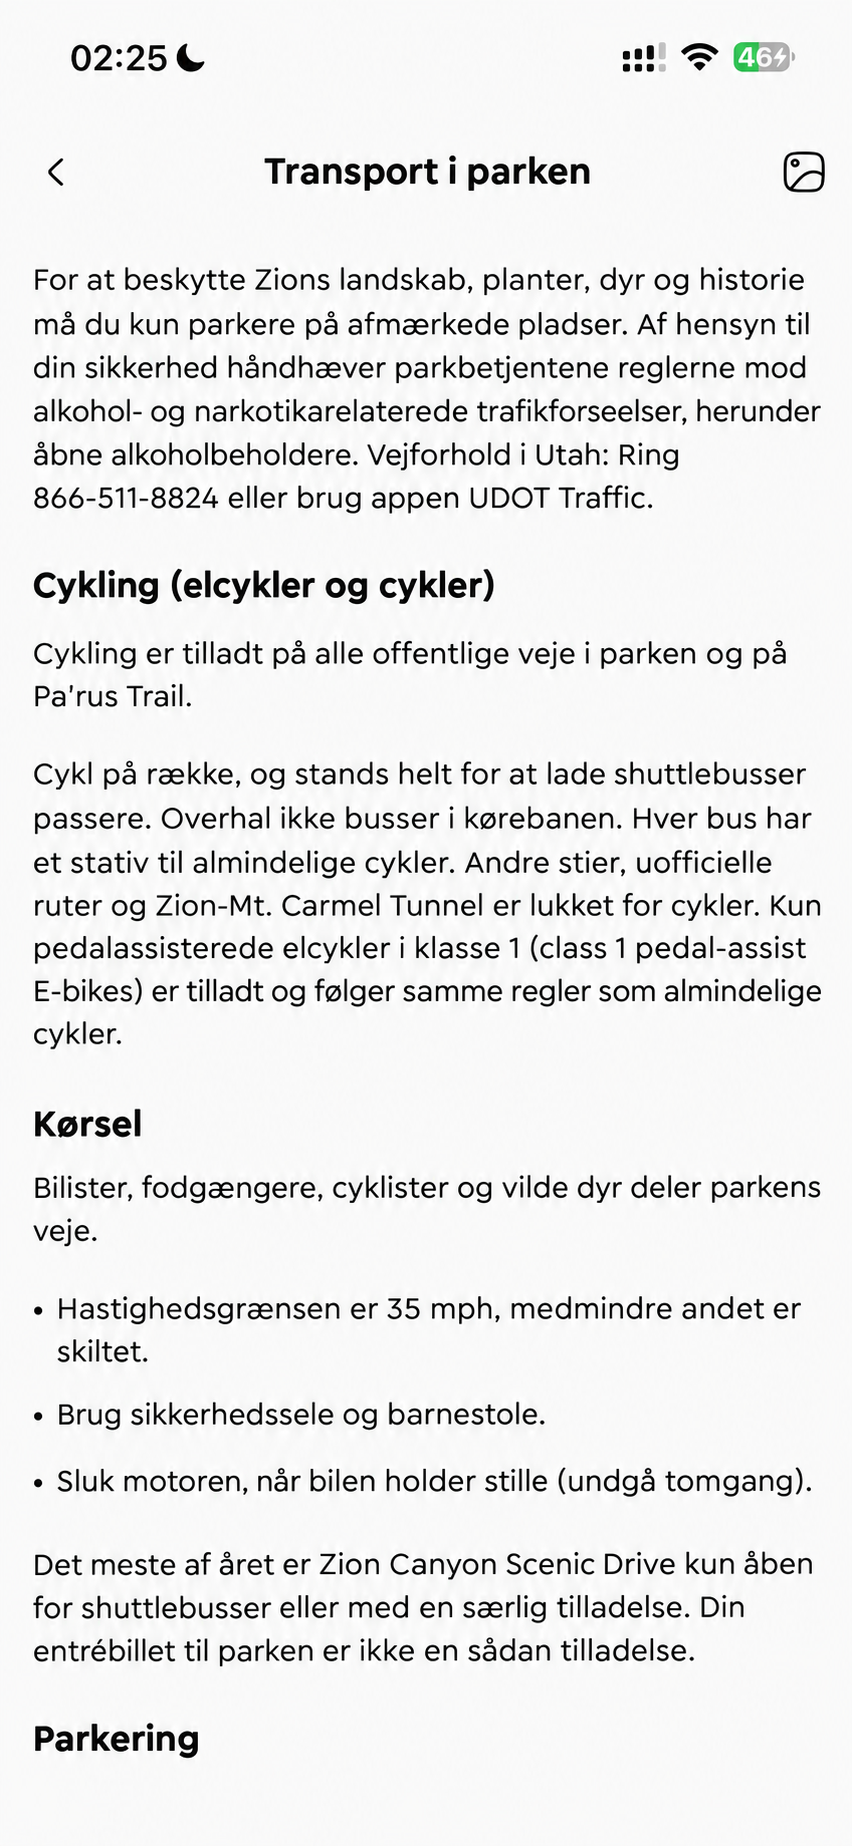 02:25
46
Transport i parken
For at beskytte Zions landskab, planter, dyr og historie
må du kun parkere på afmærkede pladser. Af hensyn til
din sikkerhed håndhæver parkbetjentene reglerne mod
alkohol- og narkotikarelaterede trafikforseelser, herunder
åbne alkoholbeholdere. Vejforhold i Utah: Ring
866-511-8824 eller brug appen UDOT Traffic.
Cykling (elcykler og cykler)
Cykling er tilladt på alle offentlige veje i parken og på
Pa'rus Trail.
Cykl på række, og stands helt for at lade shuttlebusser
passere. Overhal ikke busser i kørebanen. Hver bus har
et stativ til almindelige cykler. Andre stier, uofficielle
ruter og Zion-Mt. Carmel Tunnel er lukket for cykler. Kun
pedalassisterede elcykler i klasse 1 (class 1 pedal-assist
E-bikes) er tilladt og følger samme regler som almindelige
cykler.
Kørsel
Bilister, fodgængere, cyklister og vilde dyr deler parkens
veje.
• Hastighedsgrænsen er 35 mph, medmindre andet er
skiltet.
• Brug sikkerhedssele og barnestole.
• Sluk motoren, når bilen holder stille (undgå tomgang).
Det meste af året er Zion Canyon Scenic Drive kun åben
for shuttlebusser eller med en særlig tilladelse. Din
entrébillet til parken er ikke en sådan tilladelse.
Parkering